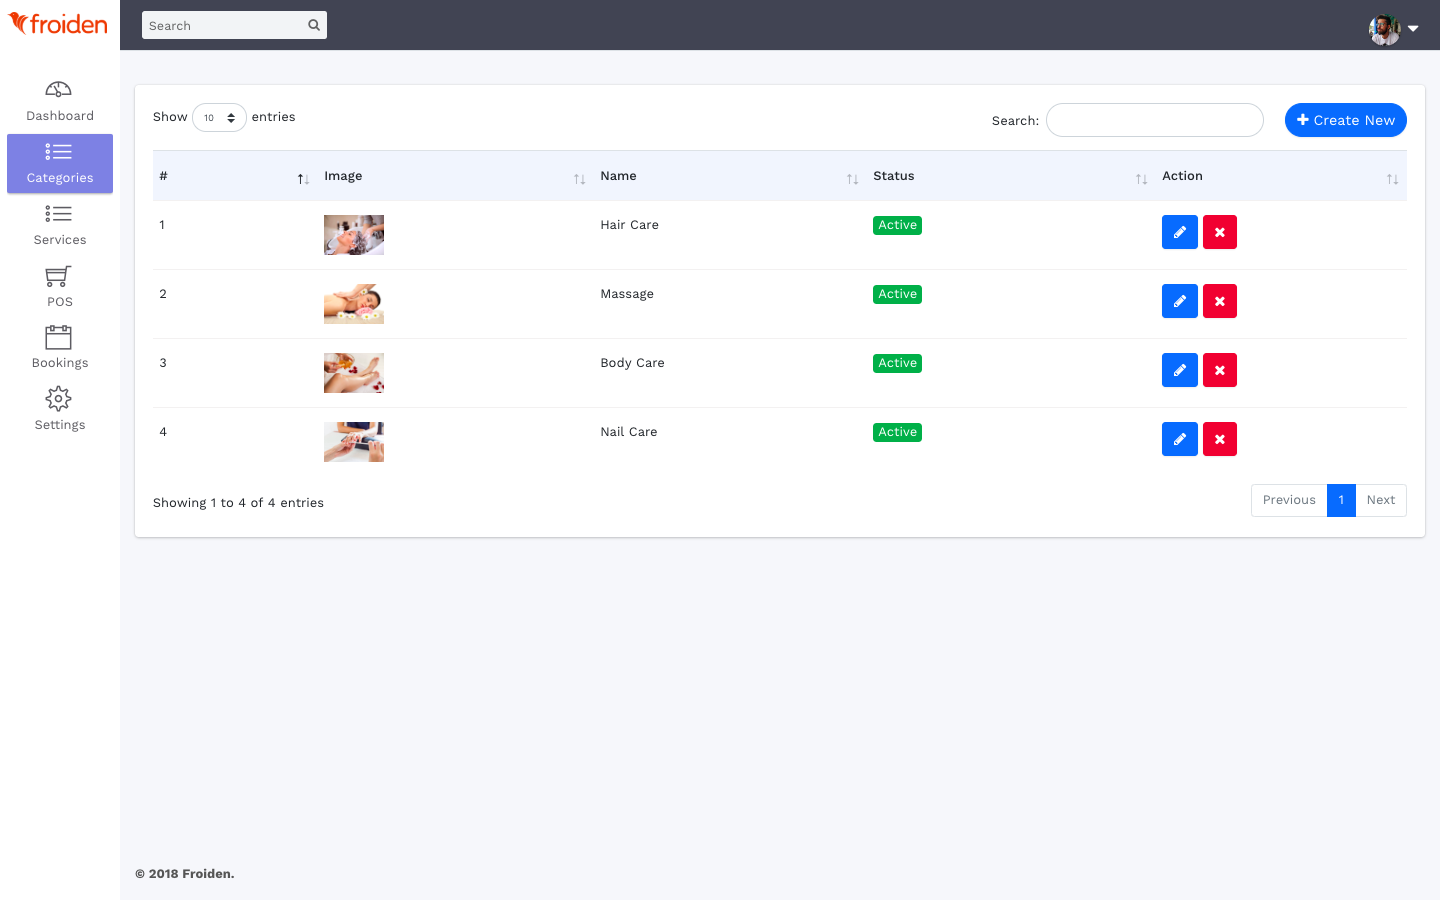 froiden
Search
Dashboard
Categories
Services
POS
Bookings
Settings
Show 10 entries
Search:
Create New
# Image Name Status Action
1 Hair Care Active
2 Massage Active
3 Body Care Active
4 Nail Care Active
Showing 1 to 4 of 4 entries
Previous 1 Next
© 2018 Froiden.